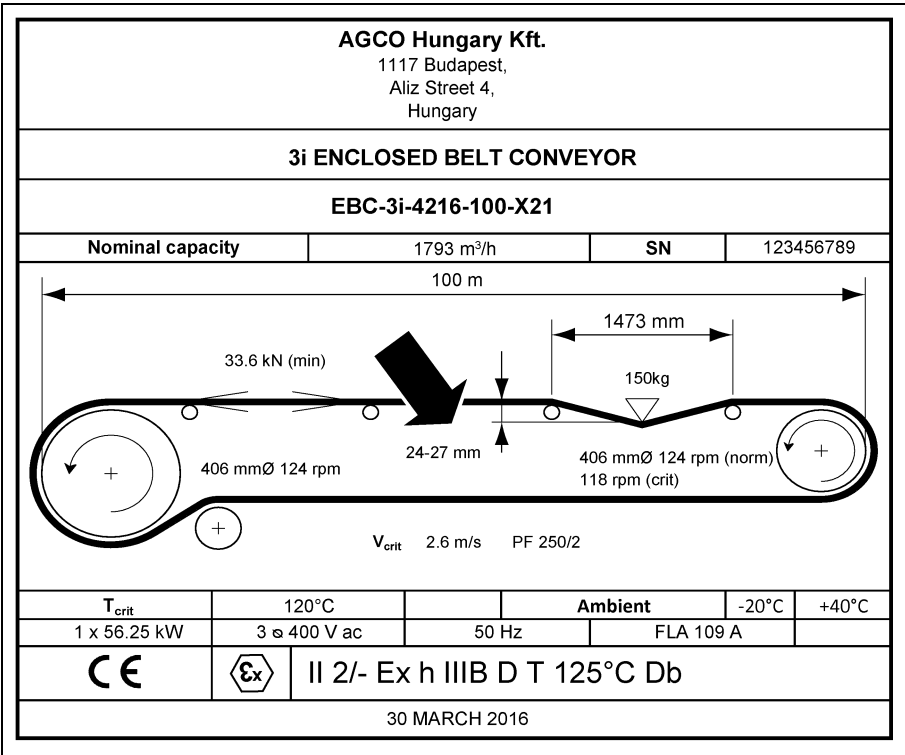 AGCO Hungary Kft.
1117 Budapest,
Aliz Street 4,
Hungary
3i ENCLOSED BELT CONVEYOR
EBC-3i-4216-100-X21
Nominal capacity 1793 m³/h SN 123456789
100 m
1473 mm
33.6 kN (min)
150kg
24-27 mm
406 mmØ 124 rpm
406 mmØ 124 rpm (norm)
118 rpm (crit)
Vcrit 2.6 m/s PF 250/2
Tcrit 120°C Ambient -20°C +40°C
1 x 56.25 kW 3 ⦰ 400 V ac 50 Hz FLA 109 A
CE εx II 2/- Ex h IIIB D T 125°C Db
30 MARCH 2016